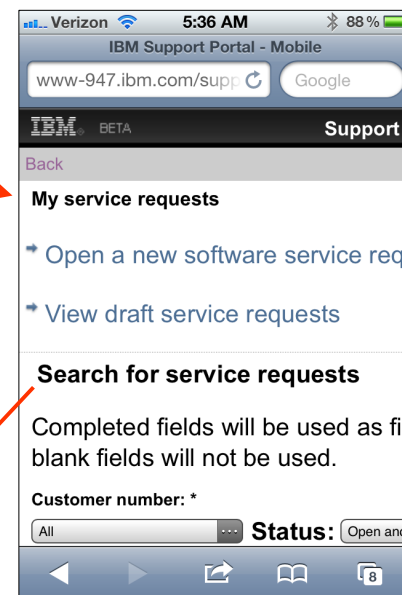 Verizon 5:36 AM 88 %
IBM Support Portal - Mobile
www-947.ibm.com/supp Google
IBM® BETA Support
Back
My service requests
Open a new software service req
View draft service requests
Search for service requests
Completed fields will be used as fi
blank fields will not be used.
Customer number: *
All ... Status: Open and
8